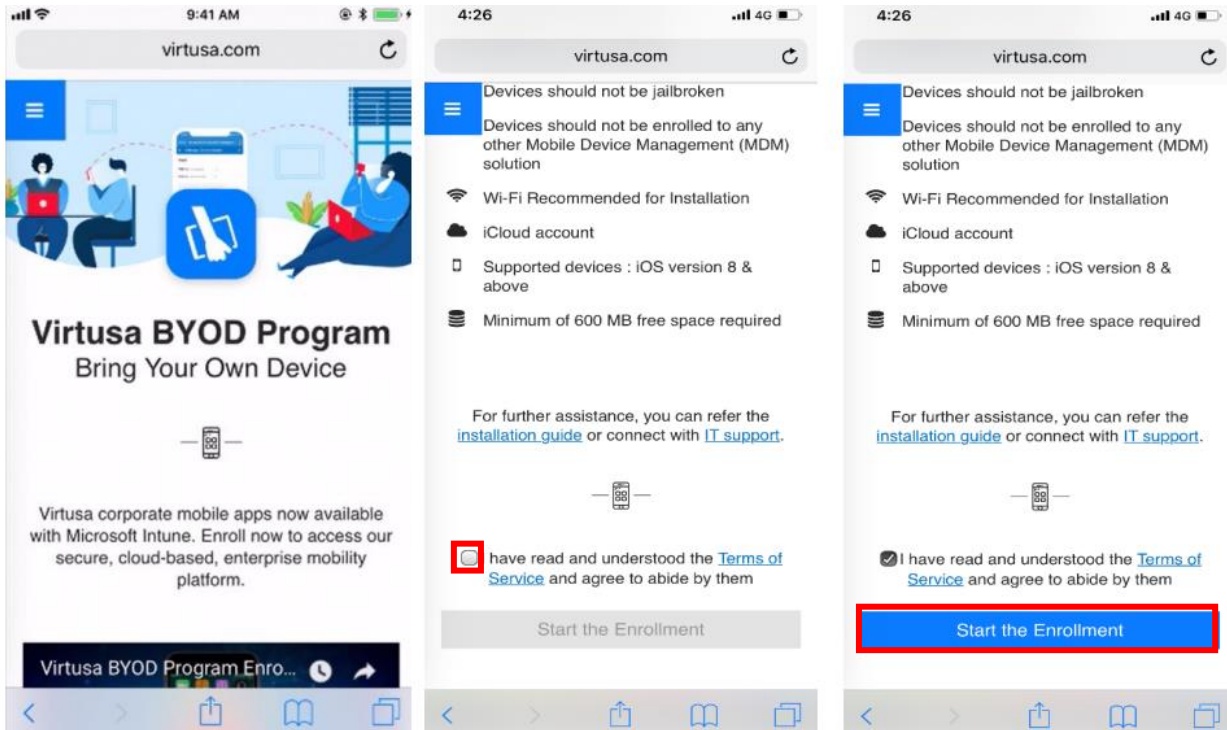 9:41 AM
virtusa.com
Virtusa BYOD Program
Bring Your Own Device
Virtusa corporate mobile apps now available
with Microsoft Intune. Enroll now to access our
secure, cloud-based, enterprise mobility
platform.
Virtusa BYOD Program Enro...
4:26
4G
virtusa.com
Devices should not be jailbroken
Devices should not be enrolled to any
other Mobile Device Management (MDM)
solution
Wi-Fi Recommended for Installation
iCloud account
Supported devices : iOS version 8 &
above
Minimum of 600 MB free space required
For further assistance, you can refer the
installation guide or connect with IT support.
have read and understood the Terms of
Service and agree to abide by them
Start the Enrollment
4:26
4G
virtusa.com
Devices should not be jailbroken
Devices should not be enrolled to any
other Mobile Device Management (MDM)
solution
Wi-Fi Recommended for Installation
iCloud account
Supported devices : iOS version 8 &
above
Minimum of 600 MB free space required
For further assistance, you can refer the
installation guide or connect with IT support.
I have read and understood the Terms of
Service and agree to abide by them
Start the Enrollment